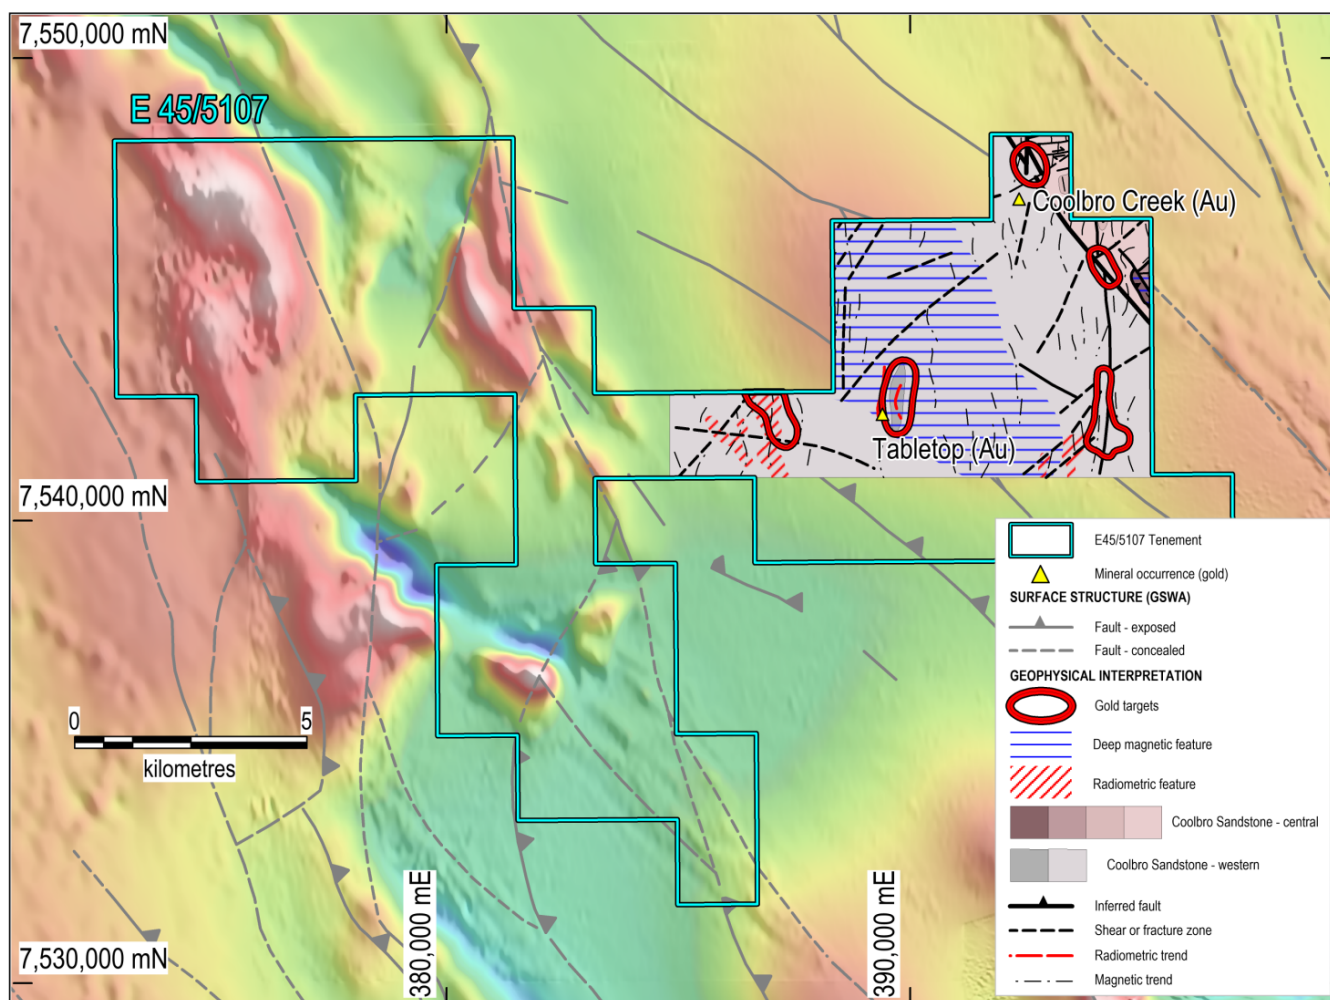 7,550,000 mN
E 45/5107
Coolbro Creek (Au)
Tabletop (Au)
7,540,000 mN
0
5
kilometres
7,530,000 mN
380,000 mE
390,000 mE
E45/5107 Tenement
Mineral occurrence (gold)
SURFACE STRUCTURE (GSWA)
Fault - exposed
Fault - concealed
GEOPHYSICAL INTERPRETATION
Gold targets
Deep magnetic feature
Radiometric feature
Coolbro Sandstone - central
Coolbro Sandstone - western
Inferred fault
Shear or fracture zone
Radiometric trend
Magnetic trend